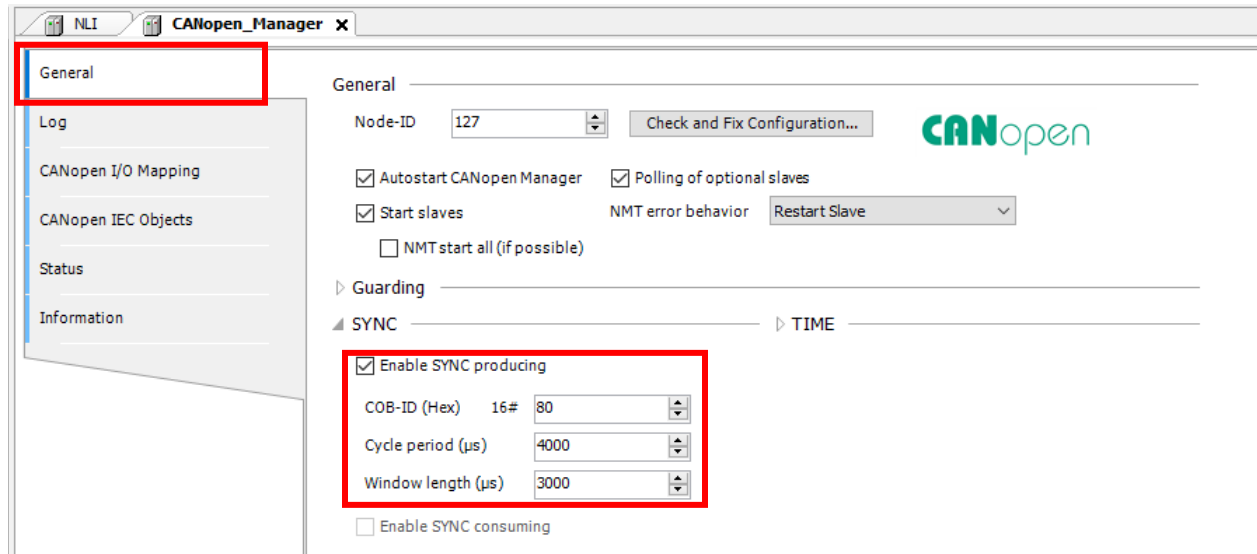 NLI CANopen_Manager
General
Log
CANopen I/O Mapping
CANopen IEC Objects
Status
Information
General
Node-ID 127 Check and Fix Configuration...
CANopen
Autostart CANopen Manager Polling of optional slaves
Start slaves NMT error behavior Restart Slave
NMT start all (if possible)
Guarding
SYNC TIME
Enable SYNC producing
COB-ID (Hex) 16# 80
Cycle period (µs) 4000
Window length (µs) 3000
Enable SYNC consuming